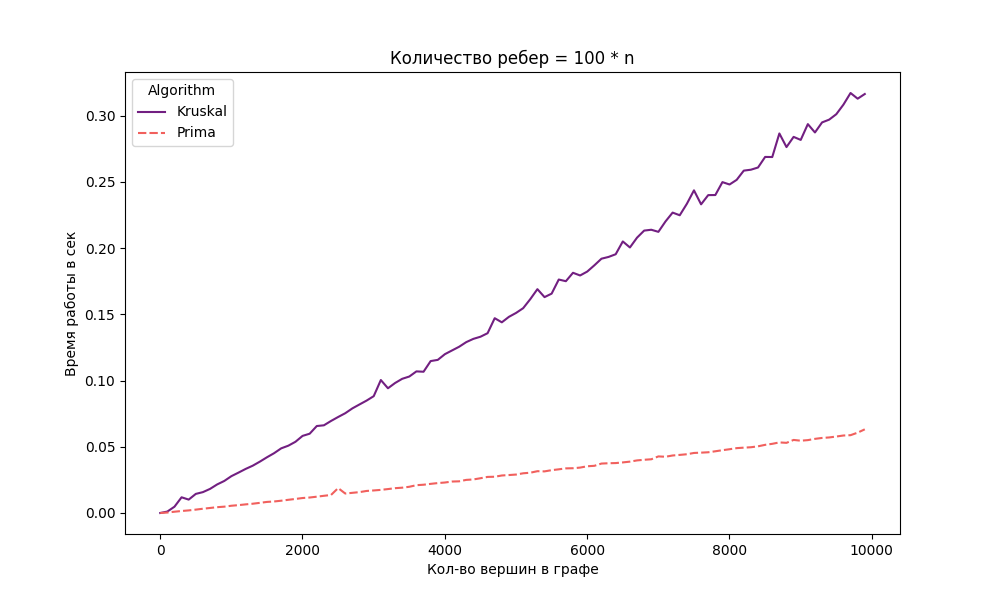 Количество ребер = 100 * n
Algorithm
Kruskal
Prima
0.30
0.25
0.20
0.15
0.10
0.05
0.00
Время работы в сек
0 2000 4000 6000 8000 10000
Кол-во вершин в графе